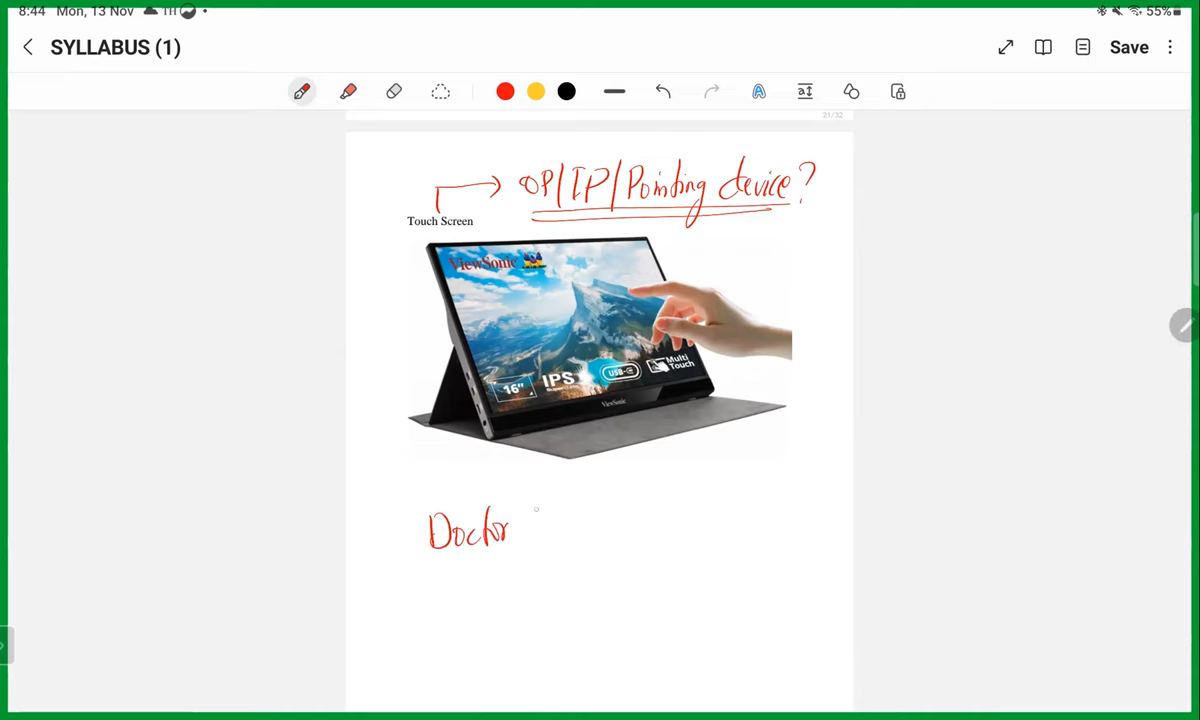 8:44 Mon, 13 Nov TH 55%
SYLLABUS (1)
Save
21/32
OP/IP/Pointing device?
Touch Screen
ViewSonic
16"
IPS
USB-C
Multi
Touch
ViewSonic
Doctor